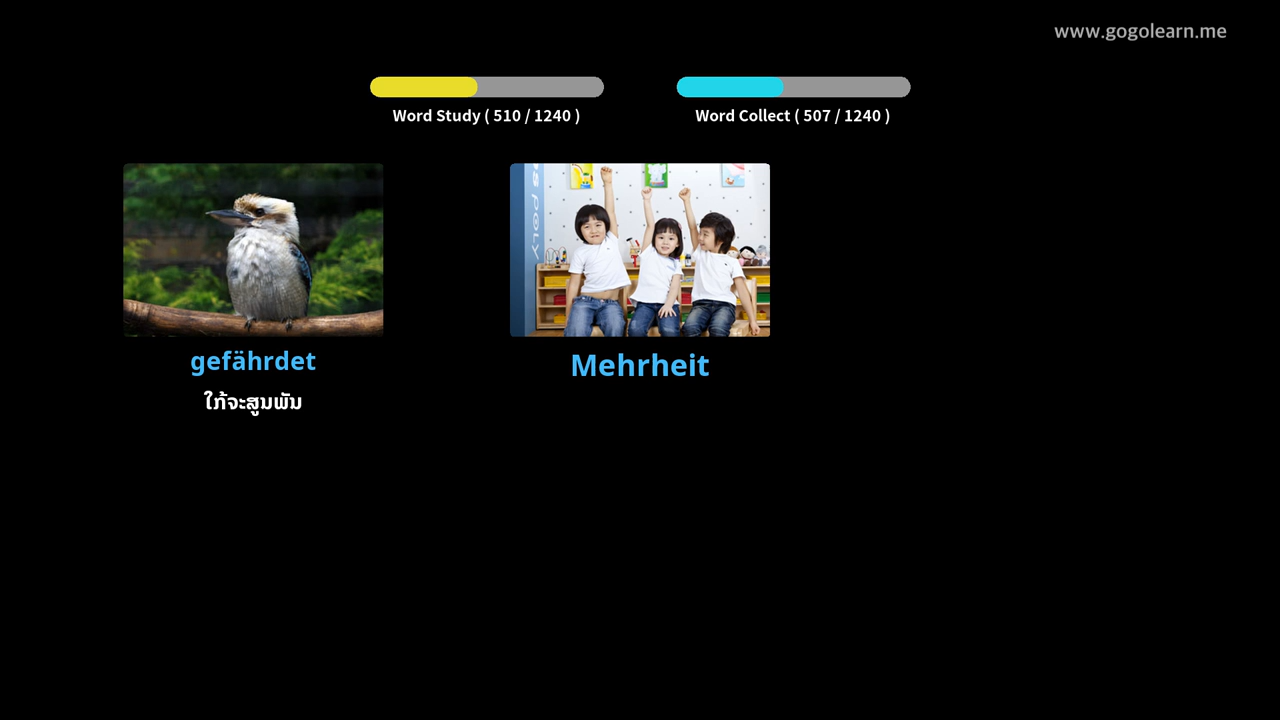 www.gogolearn.me
Word Study ( 510 / 1240 )
Word Collect ( 507 / 1240 )
gefährdet
Mehrheit
ໃກ້ຈະສູນພັນ